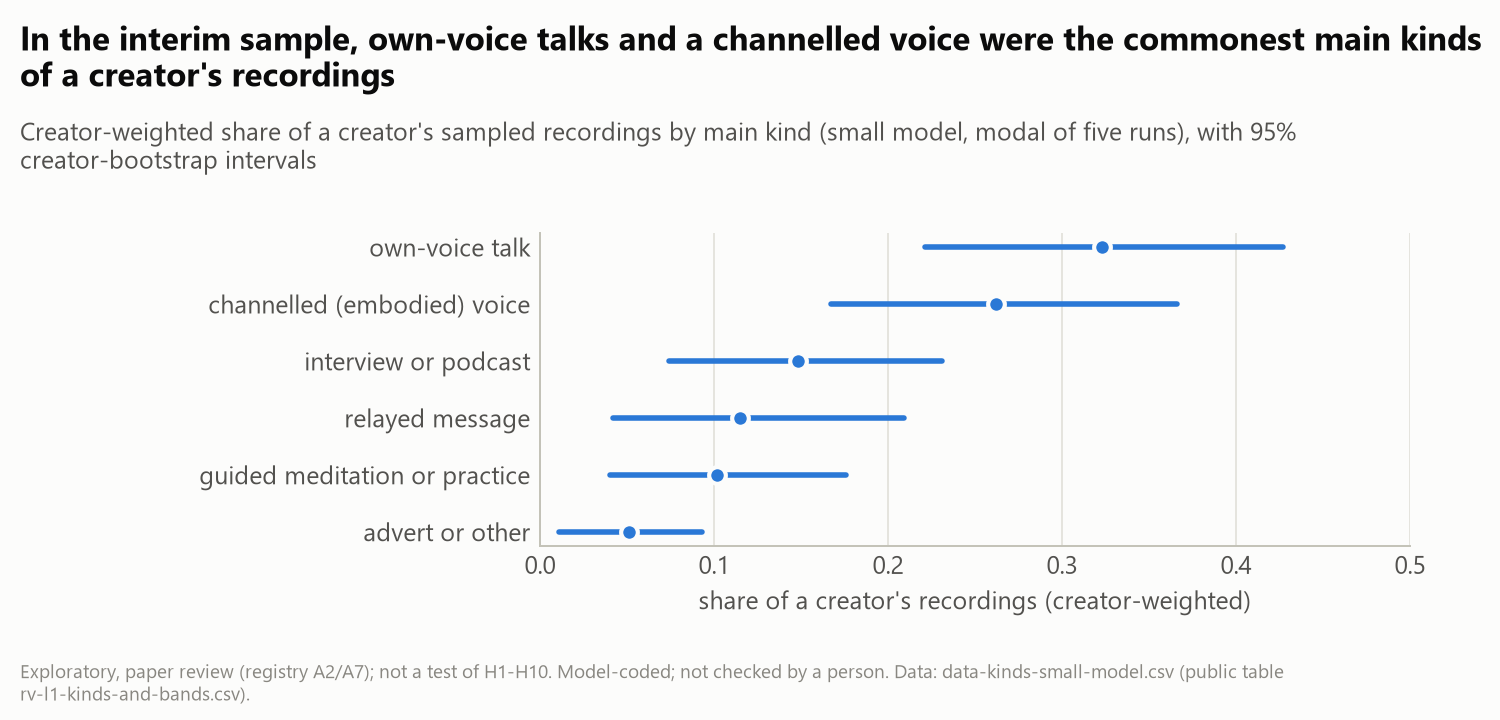 In the interim sample, own-voice talks and a channelled voice were the commonest main kinds
of a creator's recordings
Creator-weighted share of a creator's sampled recordings by main kind (small model, modal of five runs), with 95%
creator-bootstrap intervals
own-voice talk
channelled (embodied) voice
interview or podcast
relayed message
guided meditation or practice
advert or other
0.0 0.1 0.2 0.3 0.4 0.5
share of a creator's recordings (creator-weighted)
Exploratory, paper review (registry A2/A7); not a test of H1-H10. Model-coded; not checked by a person. Data: data-kinds-small-model.csv (public table
rv-l1-kinds-and-bands.csv).